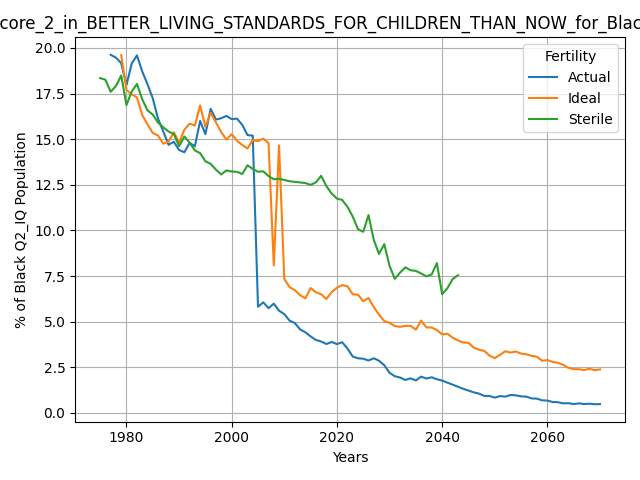 core_2_in_BETTER_LIVING_STANDARDS_FOR_CHILDREN_THAN_NOW_for_Blac
20.0
17.5
15.0
12.5
10.0
7.5
5.0
2.5
0.0
% of Black Q2_IQ Population
Fertility
Actual
Ideal
Sterile
1980
2000
2020
2040
2060
Years